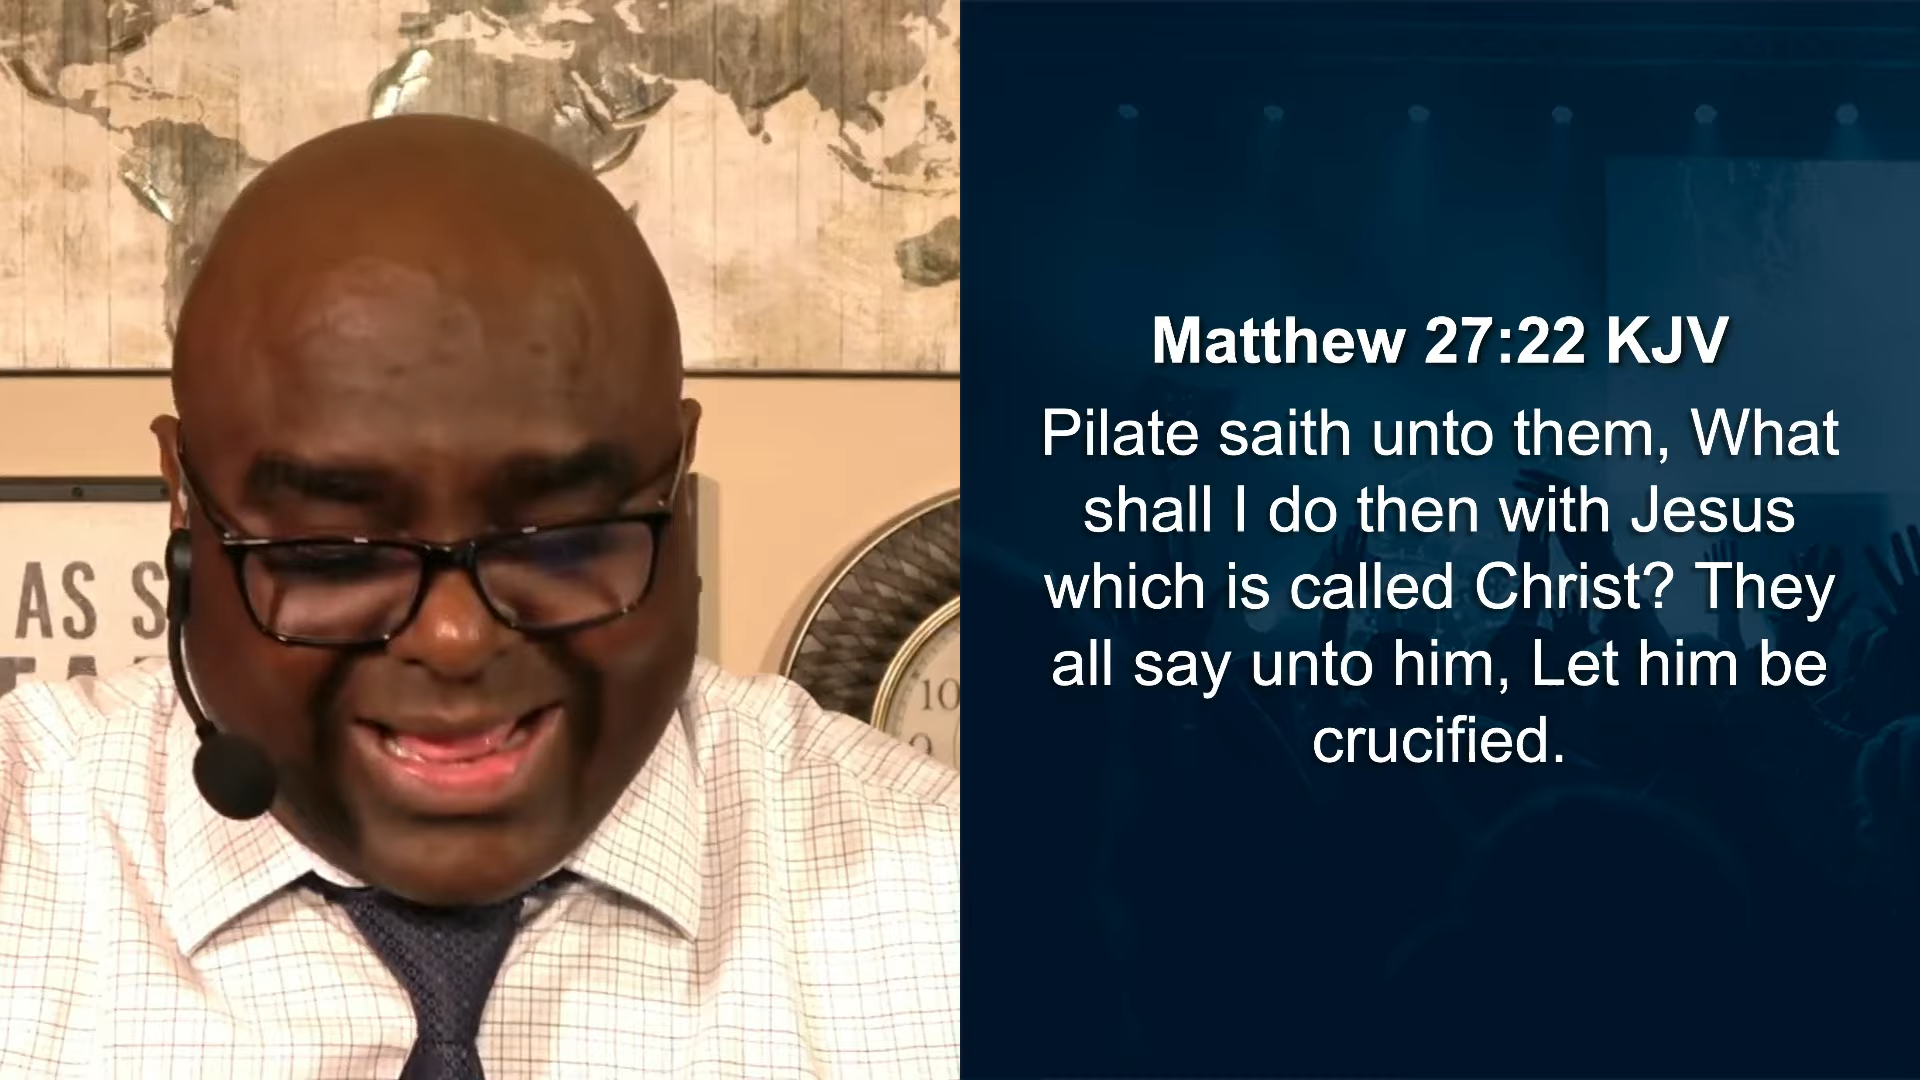 AS S
Matthew 27:22 KJV
Pilate saith unto them, What
shall I do then with Jesus
which is called Christ? They
all say unto him, Let him be
crucified.
10
9